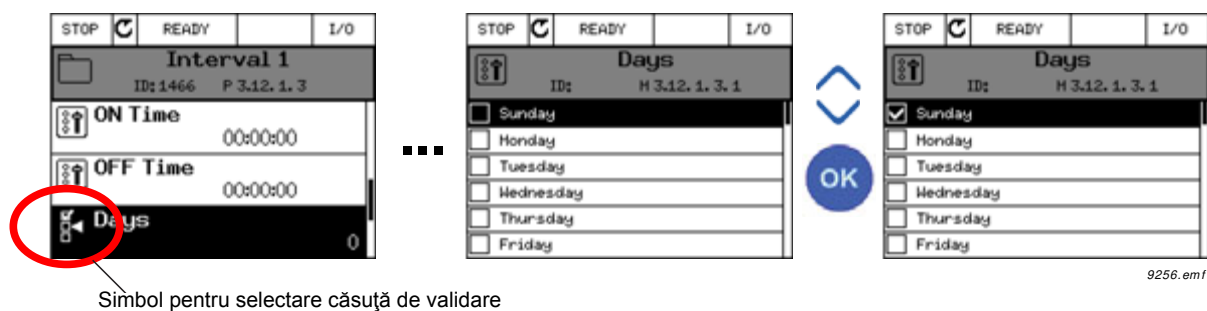 STOP READY I/O
Interval 1
ID:1466 P 3.12.1.3
ON Time
00:00:00
OFF Time
00:00:00
Days
0
Simbol pentru selectare căsuţă de validare
STOP READY I/O
Days
ID: M 3.12.1.3.1
Sunday
Monday
Tuesday
Wednesday
Thursday
Friday
OK
STOP READY I/O
Days
ID: M 3.12.1.3.1
Sunday
Monday
Tuesday
Wednesday
Thursday
Friday
9256.emf